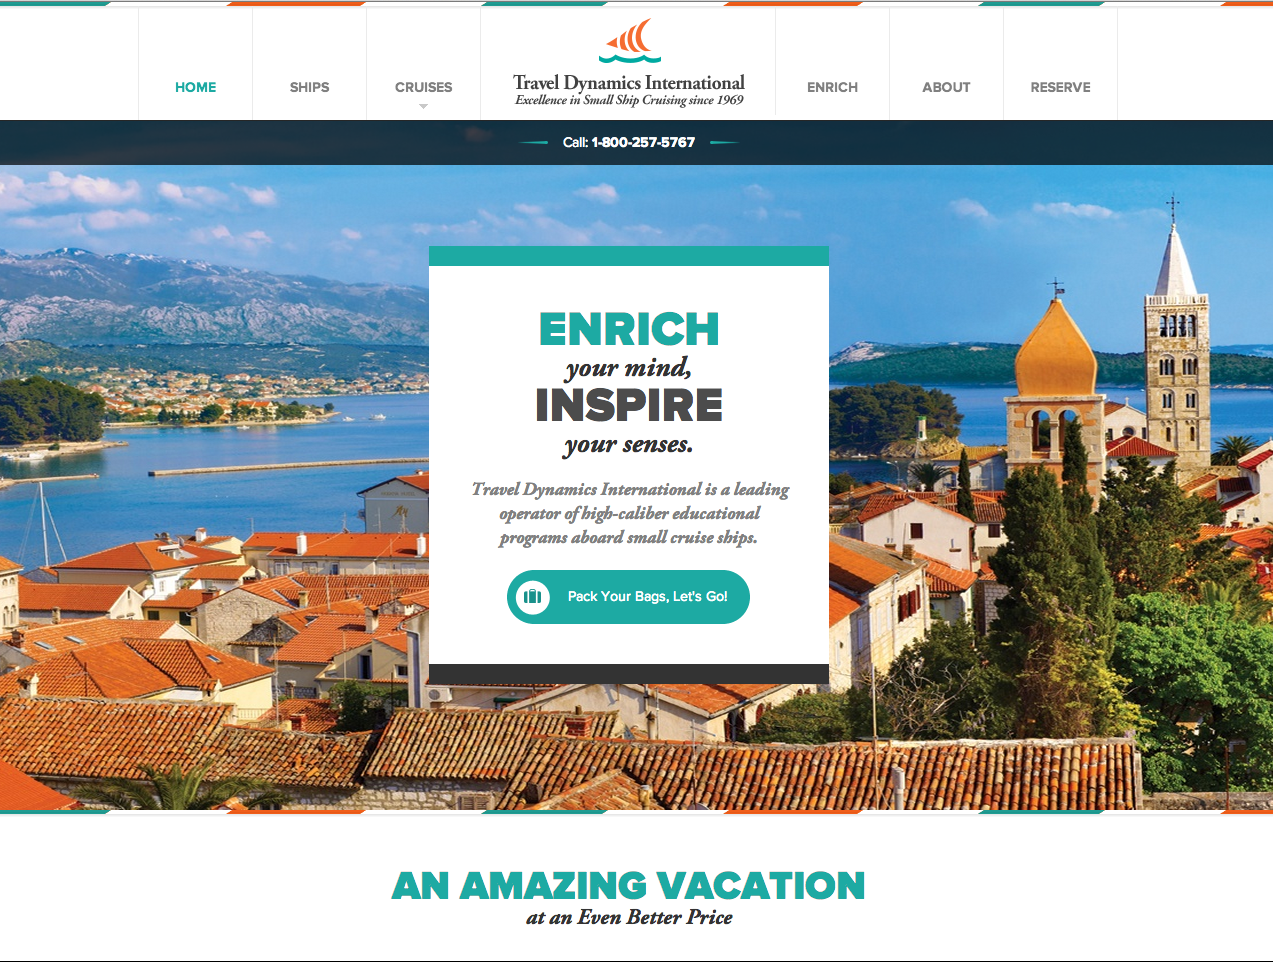 HOME
SHIPS
CRUISES
Travel Dynamics International
Excellence in Small Ship Cruising since 1969
ENRICH
ABOUT
RESERVE
Call: 1-800-257-5767
ENRICH
your mind,
INSPIRE
your senses.
Travel Dynamics International is a leading
operator of high-caliber educational
programs aboard small cruise ships.
Pack Your Bags, Let's Go!
AN AMAZING VACATION
at an Even Better Price